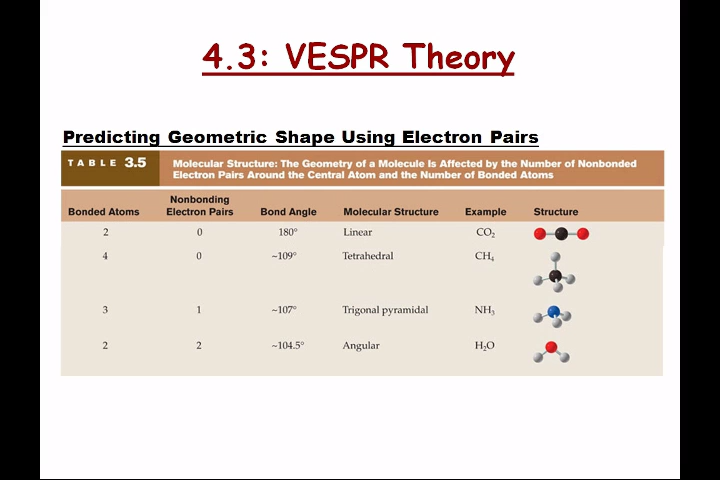 4.3: VESPR Theory
Predicting Geometric Shape Using Electron Pairs
TABLE 3.5 Molecular Structure: The Geometry of a Molecule Is Affected by the Number of Nonbonded
Electron Pairs Around the Central Atom and the Number of Bonded Atoms
Nonbonding
Bonded Atoms Electron Pairs Bond Angle Molecular Structure Example Structure
2 0 180° Linear CO₂
4 0 ~109° Tetrahedral CH₄
3 1 ~107° Trigonal pyramidal NH₃
2 2 ~104.5° Angular H₂O